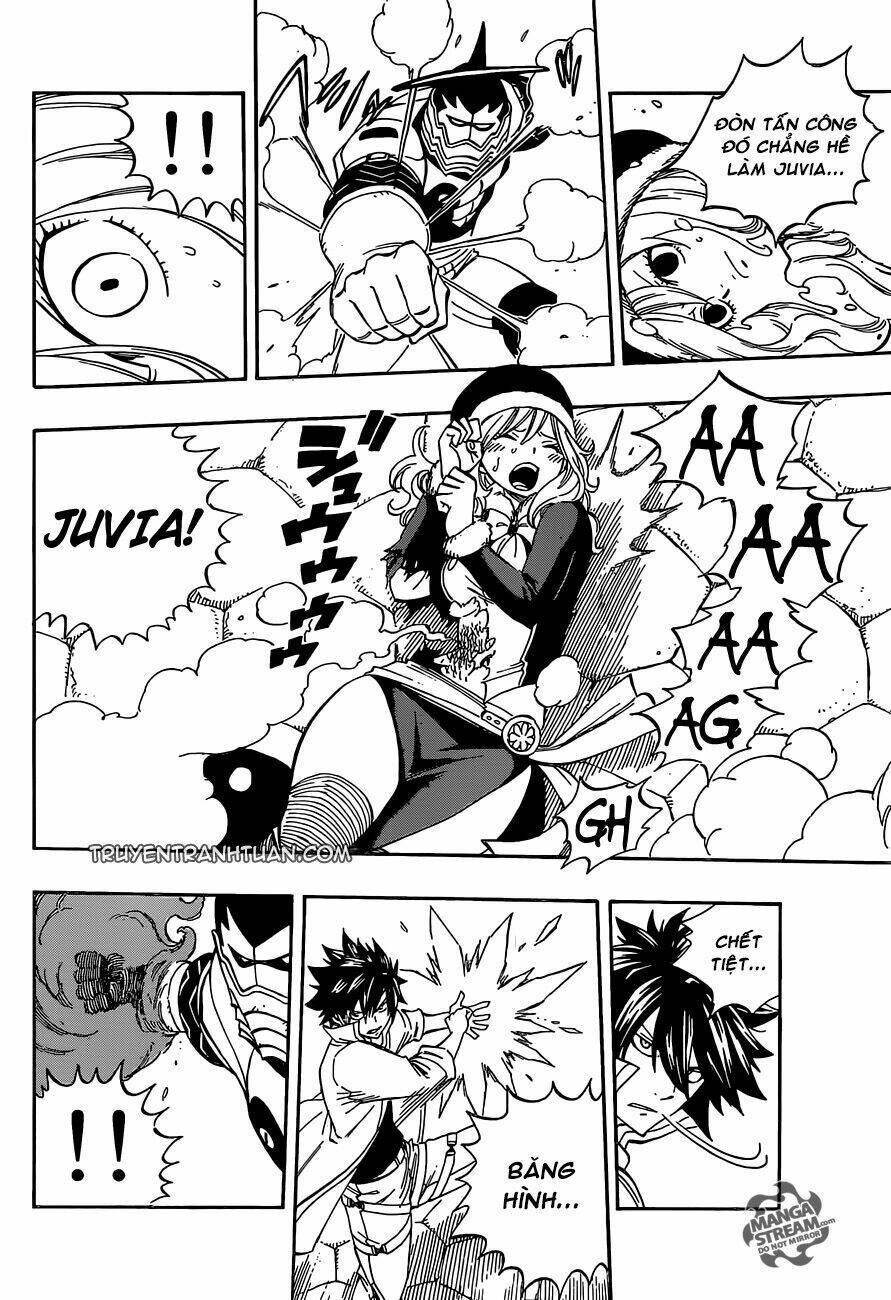 ĐÒN TẤN CÔNG
ĐÓ CHẲNG HỀ
LÀM JUVIA...
!!
AA
AA
AA
AG
GH
ジュウウウウウ
JUVIA!
TRUYENTRANHTUAN.COM
CHẾT
TIỆT...
BĂNG
HÌNH...
!!
MANGA
STREAM.com
DO NOT MIRROR!